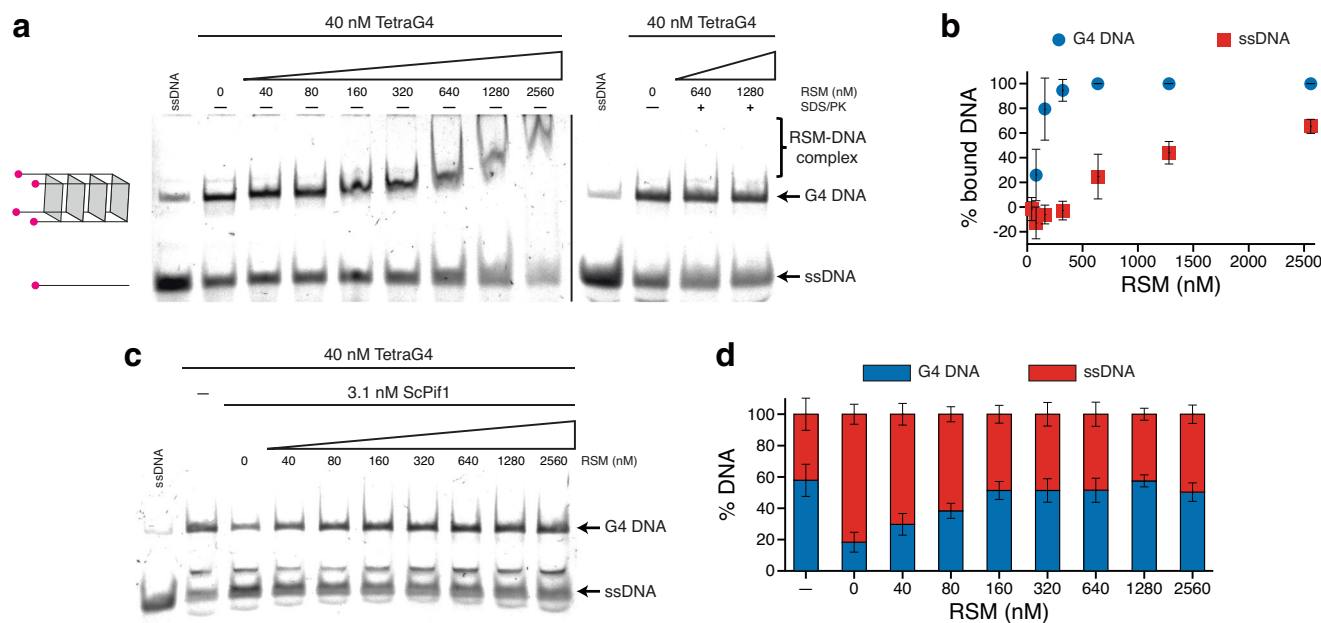 a
40 nM TetraG4
40 nM TetraG4
ssDNA 0 40 80 160 320 640 1280 2560
— — — — — — — —
ssDNA 0 640 1280 RSM (nM)
— + + SDS/PK
RSM-DNA
complex
G4 DNA
ssDNA
b
G4 DNA ssDNA
% bound DNA
100
80
60
40
20
0
-20
0 500 1000 1500 2000 2500
RSM (nM)
c
40 nM TetraG4
— 3.1 nM ScPif1
ssDNA 0 40 80 160 320 640 1280 2560 RSM (nM)
G4 DNA
ssDNA
d
G4 DNA ssDNA
% DNA
100
80
60
40
20
0
— 0 40 80 160 320 640 1280 2560
RSM (nM)